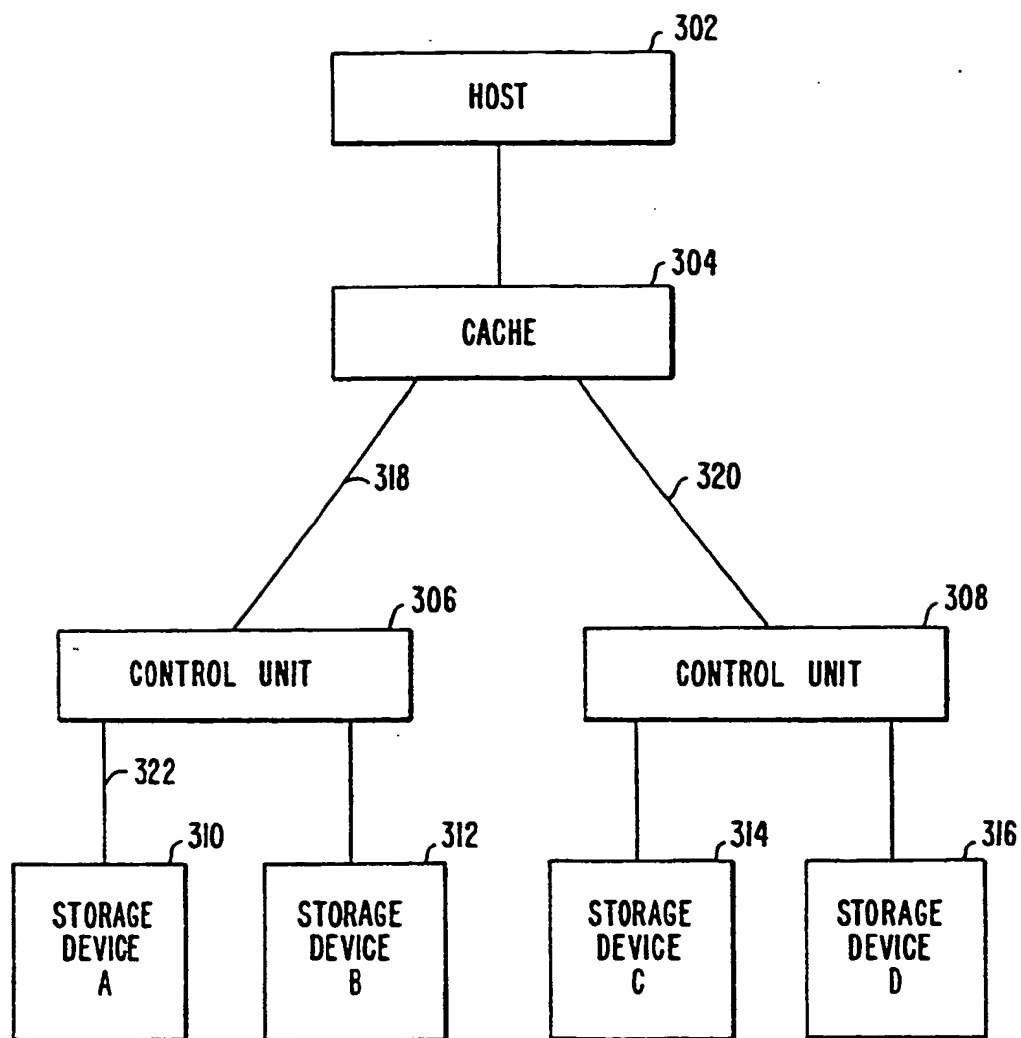 302
HOST
304
CACHE
318
320
306
308
CONTROL UNIT
CONTROL UNIT
322
310
312
314
316
STORAGE
DEVICE
A
STORAGE
DEVICE
B
STORAGE
DEVICE
C
STORAGE
DEVICE
D